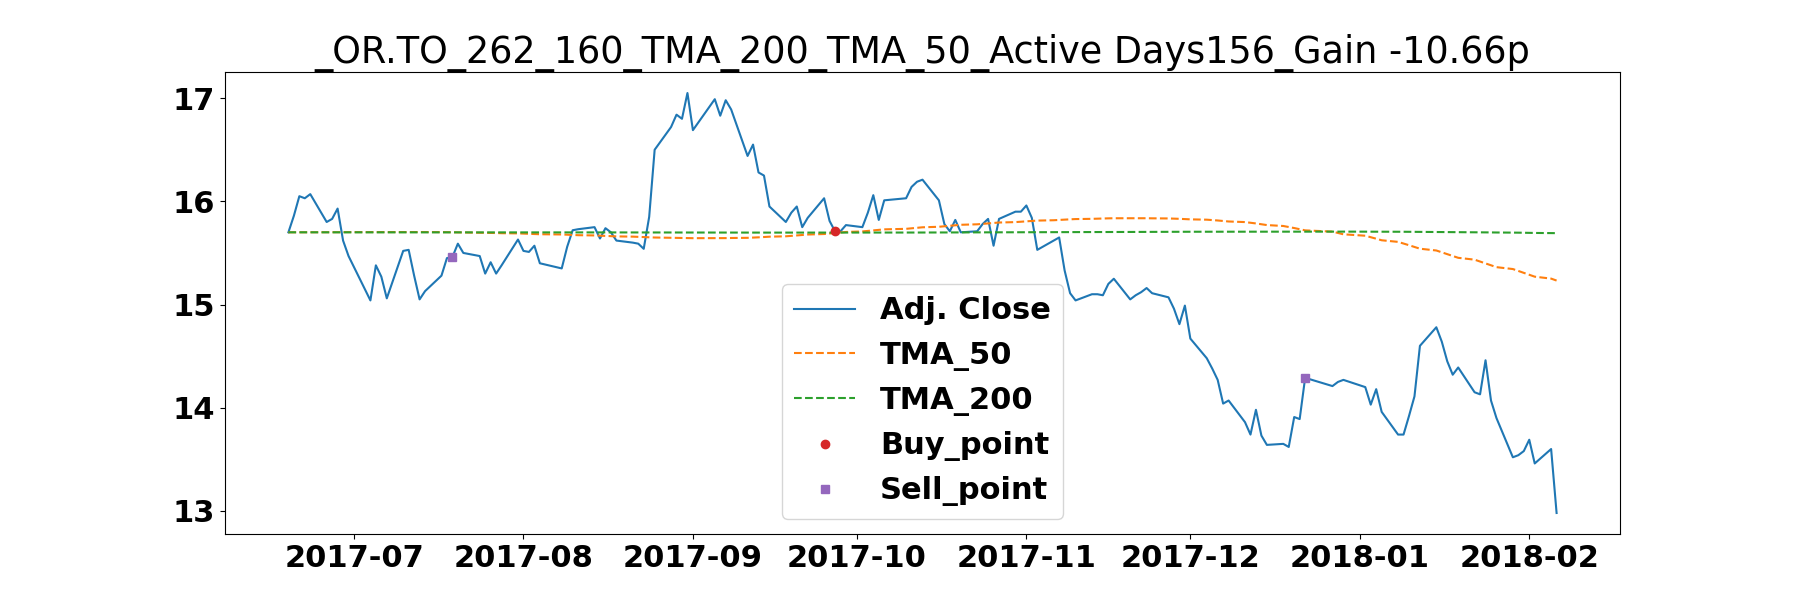 _OR.TO_262_160_TMA_200_TMA_50_Active Days156_Gain -10.66p
17
16
15
14
13
Adj. Close
TMA_50
TMA_200
Buy_point
Sell_point
2017-07 2017-08 2017-09 2017-10 2017-11 2017-12 2018-01 2018-02